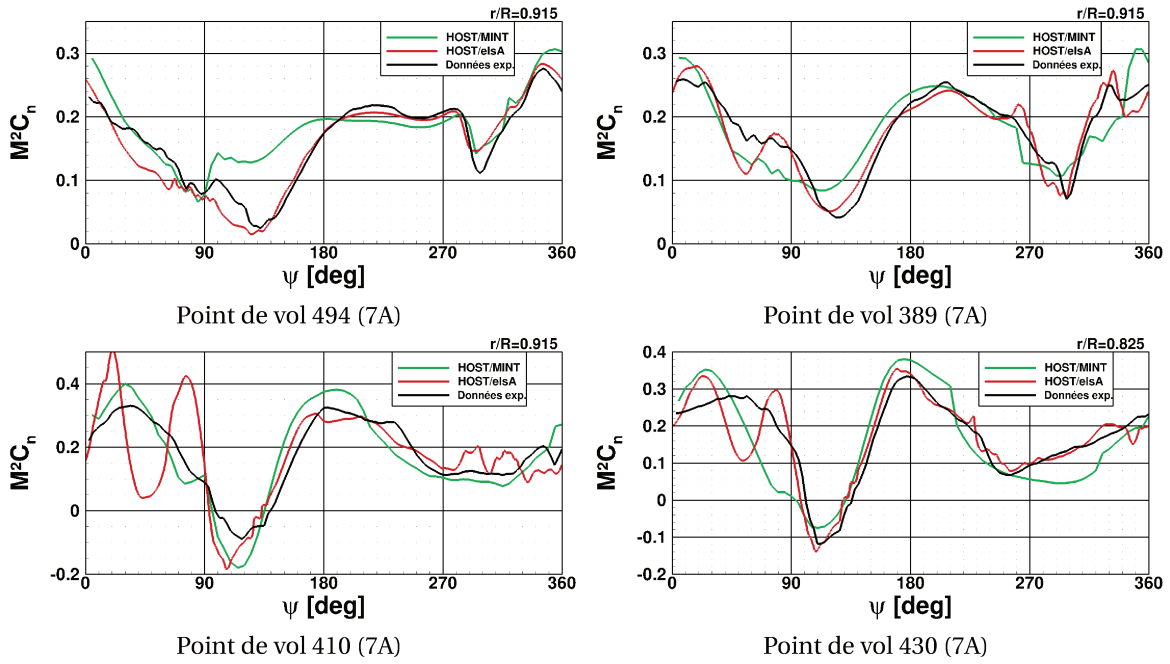 r/R=0.915
HOST/MINT
HOST/elsA
Données exp.
M²Cn
0.3
0.2
0.1
0
0
90
180
270
360
ψ [deg]
Point de vol 494 (7A)
r/R=0.915
HOST/MINT
HOST/elsA
Données exp.
M²Cn
0.3
0.2
0.1
0
0
90
180
270
360
ψ [deg]
Point de vol 389 (7A)
r/R=0.915
HOST/MINT
HOST/elsA
Données exp.
M²Cn
0.4
0.2
0
-0.2
0
90
180
270
360
ψ [deg]
Point de vol 410 (7A)
r/R=0.825
HOST/MINT
HOST/elsA
Données exp.
M²Cn
0.4
0.3
0.2
0.1
0
-0.1
-0.2
0
90
180
270
360
ψ [deg]
Point de vol 430 (7A)